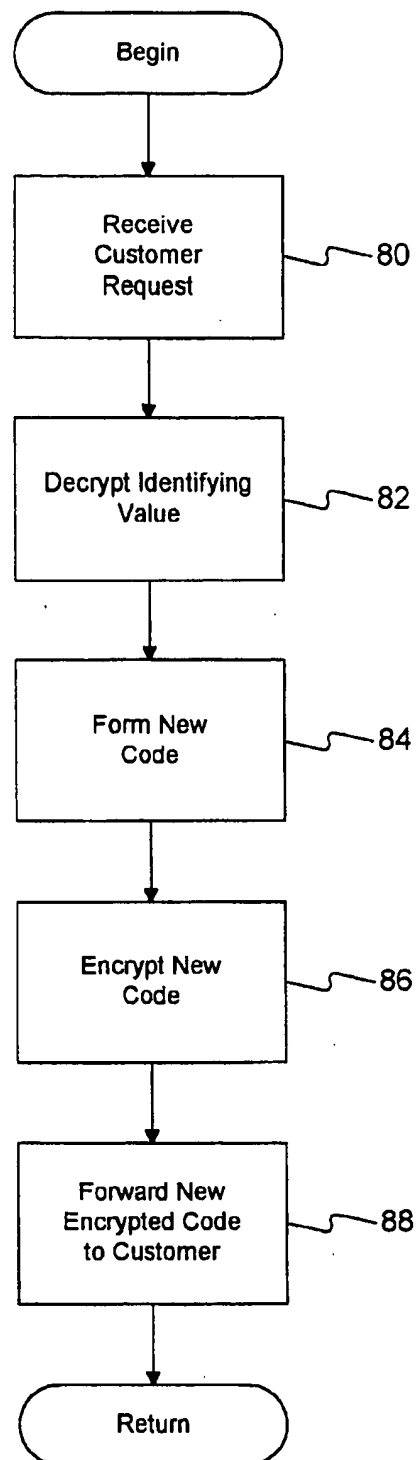 Begin
Receive
Customer
Request
80
Decrypt Identifying
Value
82
Form New
Code
84
Encrypt New
Code
86
Forward New
Encrypted Code
to Customer
88
Return